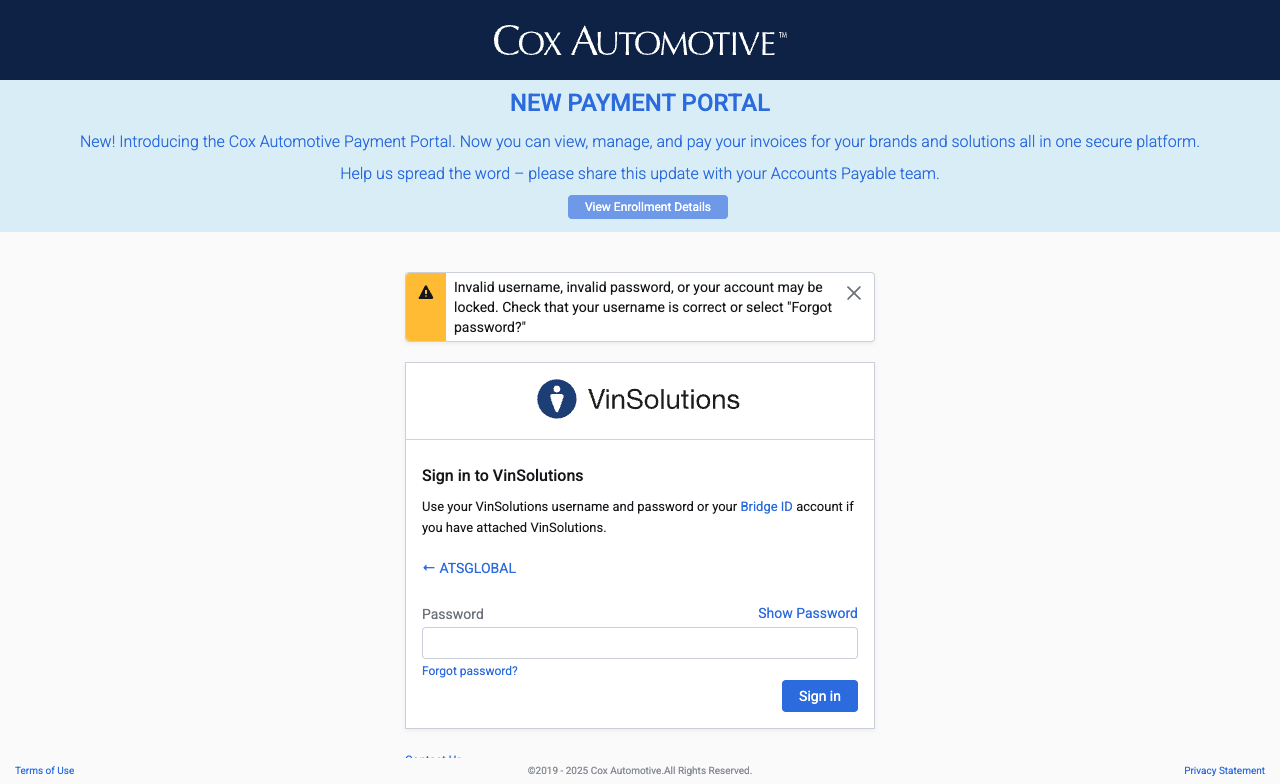 COX AUTOMOTIVE™
NEW PAYMENT PORTAL
New! Introducing the Cox Automotive Payment Portal. Now you can view, manage, and pay your invoices for your brands and solutions all in one secure platform.
Help us spread the word – please share this update with your Accounts Payable team.
View Enrollment Details
Invalid username, invalid password, or your account may be
locked. Check that your username is correct or select "Forgot
password?"
VinSolutions
Sign in to VinSolutions
Use your VinSolutions username and password or your Bridge ID account if
you have attached VinSolutions.
← ATSGLOBAL
Password
Show Password
Forgot password?
Sign in
Contact Us
Terms of Use
©2019 - 2025 Cox Automotive.All Rights Reserved.
Privacy Statement